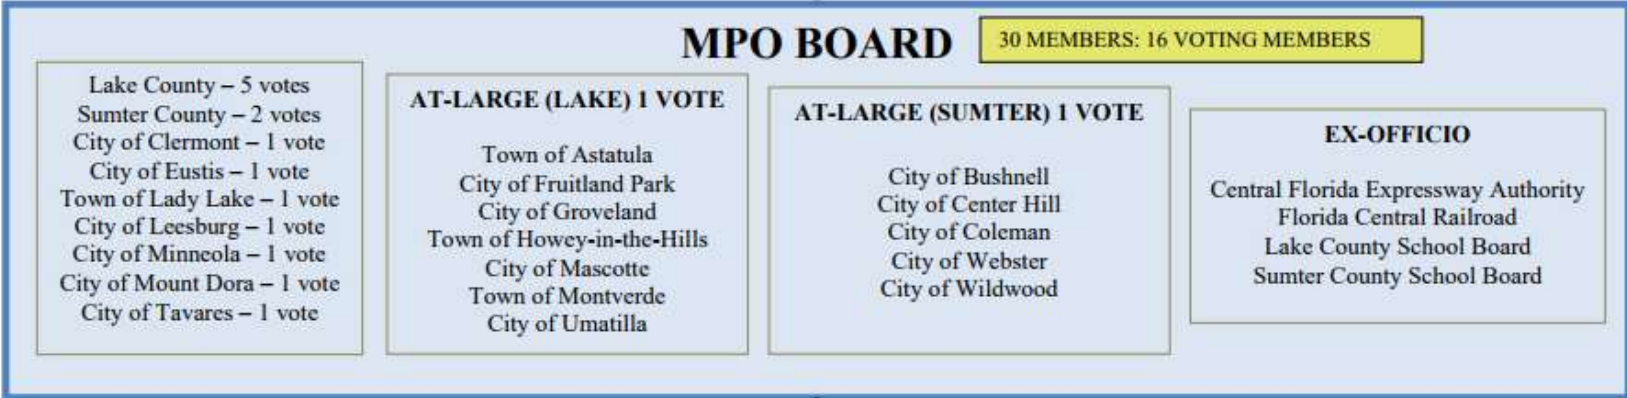 MPO BOARD
30 MEMBERS: 16 VOTING MEMBERS
Lake County – 5 votes
Sumter County – 2 votes
City of Clermont – 1 vote
City of Eustis – 1 vote
Town of Lady Lake – 1 vote
City of Leesburg – 1 vote
City of Minneola – 1 vote
City of Mount Dora – 1 vote
City of Tavares – 1 vote
AT-LARGE (LAKE) 1 VOTE
Town of Astatula
City of Fruitland Park
City of Groveland
Town of Howey-in-the-Hills
City of Mascotte
Town of Montverde
City of Umatilla
AT-LARGE (SUMTER) 1 VOTE
City of Bushnell
City of Center Hill
City of Coleman
City of Webster
City of Wildwood
EX-OFFICIO
Central Florida Expressway Authority
Florida Central Railroad
Lake County School Board
Sumter County School Board